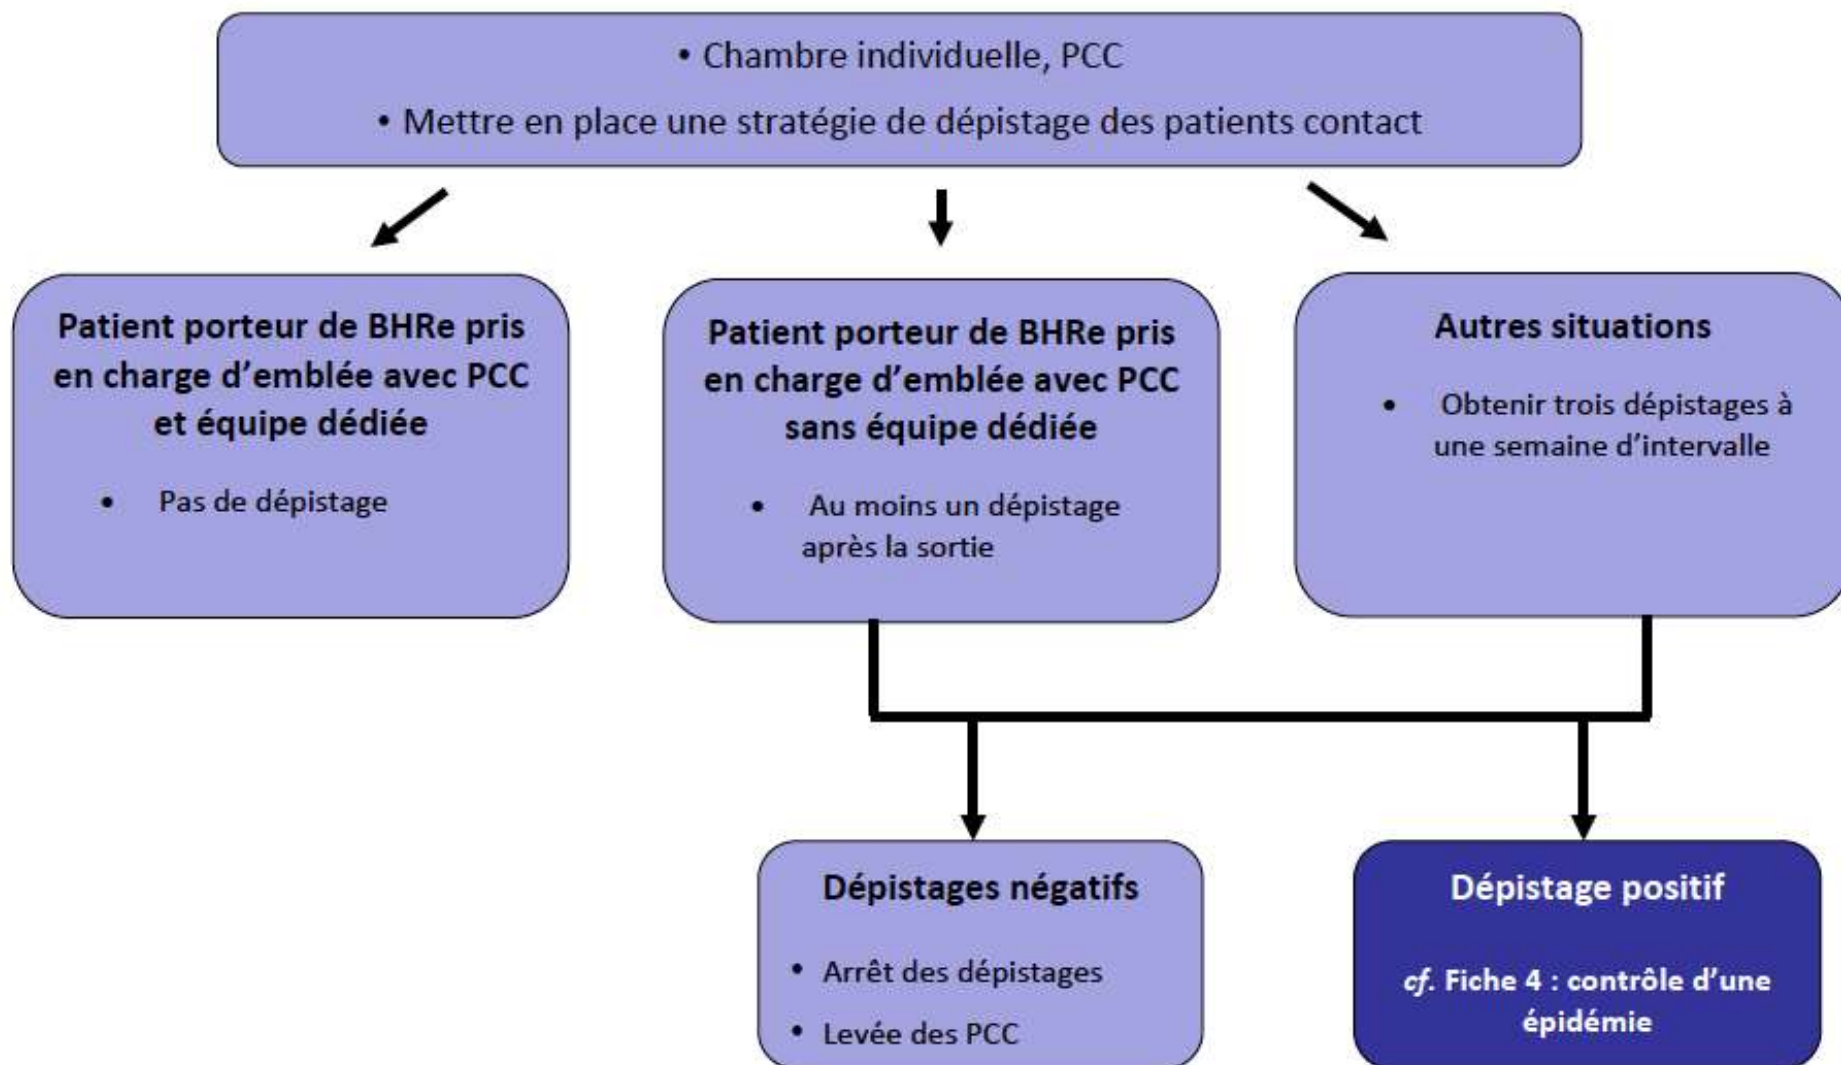 • Chambre individuelle, PCC
• Mettre en place une stratégie de dépistage des patients contact
Patient porteur de BHRe pris
en charge d'emblée avec PCC
et équipe dédiée
• Pas de dépistage
Patient porteur de BHRe pris
en charge d'emblée avec PCC
sans équipe dédiée
• Au moins un dépistage
après la sortie
Autres situations
• Obtenir trois dépistages à
une semaine d'intervalle
Dépistages négatifs
• Arrêt des dépistages
• Levée des PCC
Dépistage positif
cf. Fiche 4 : contrôle d'une
épidémie